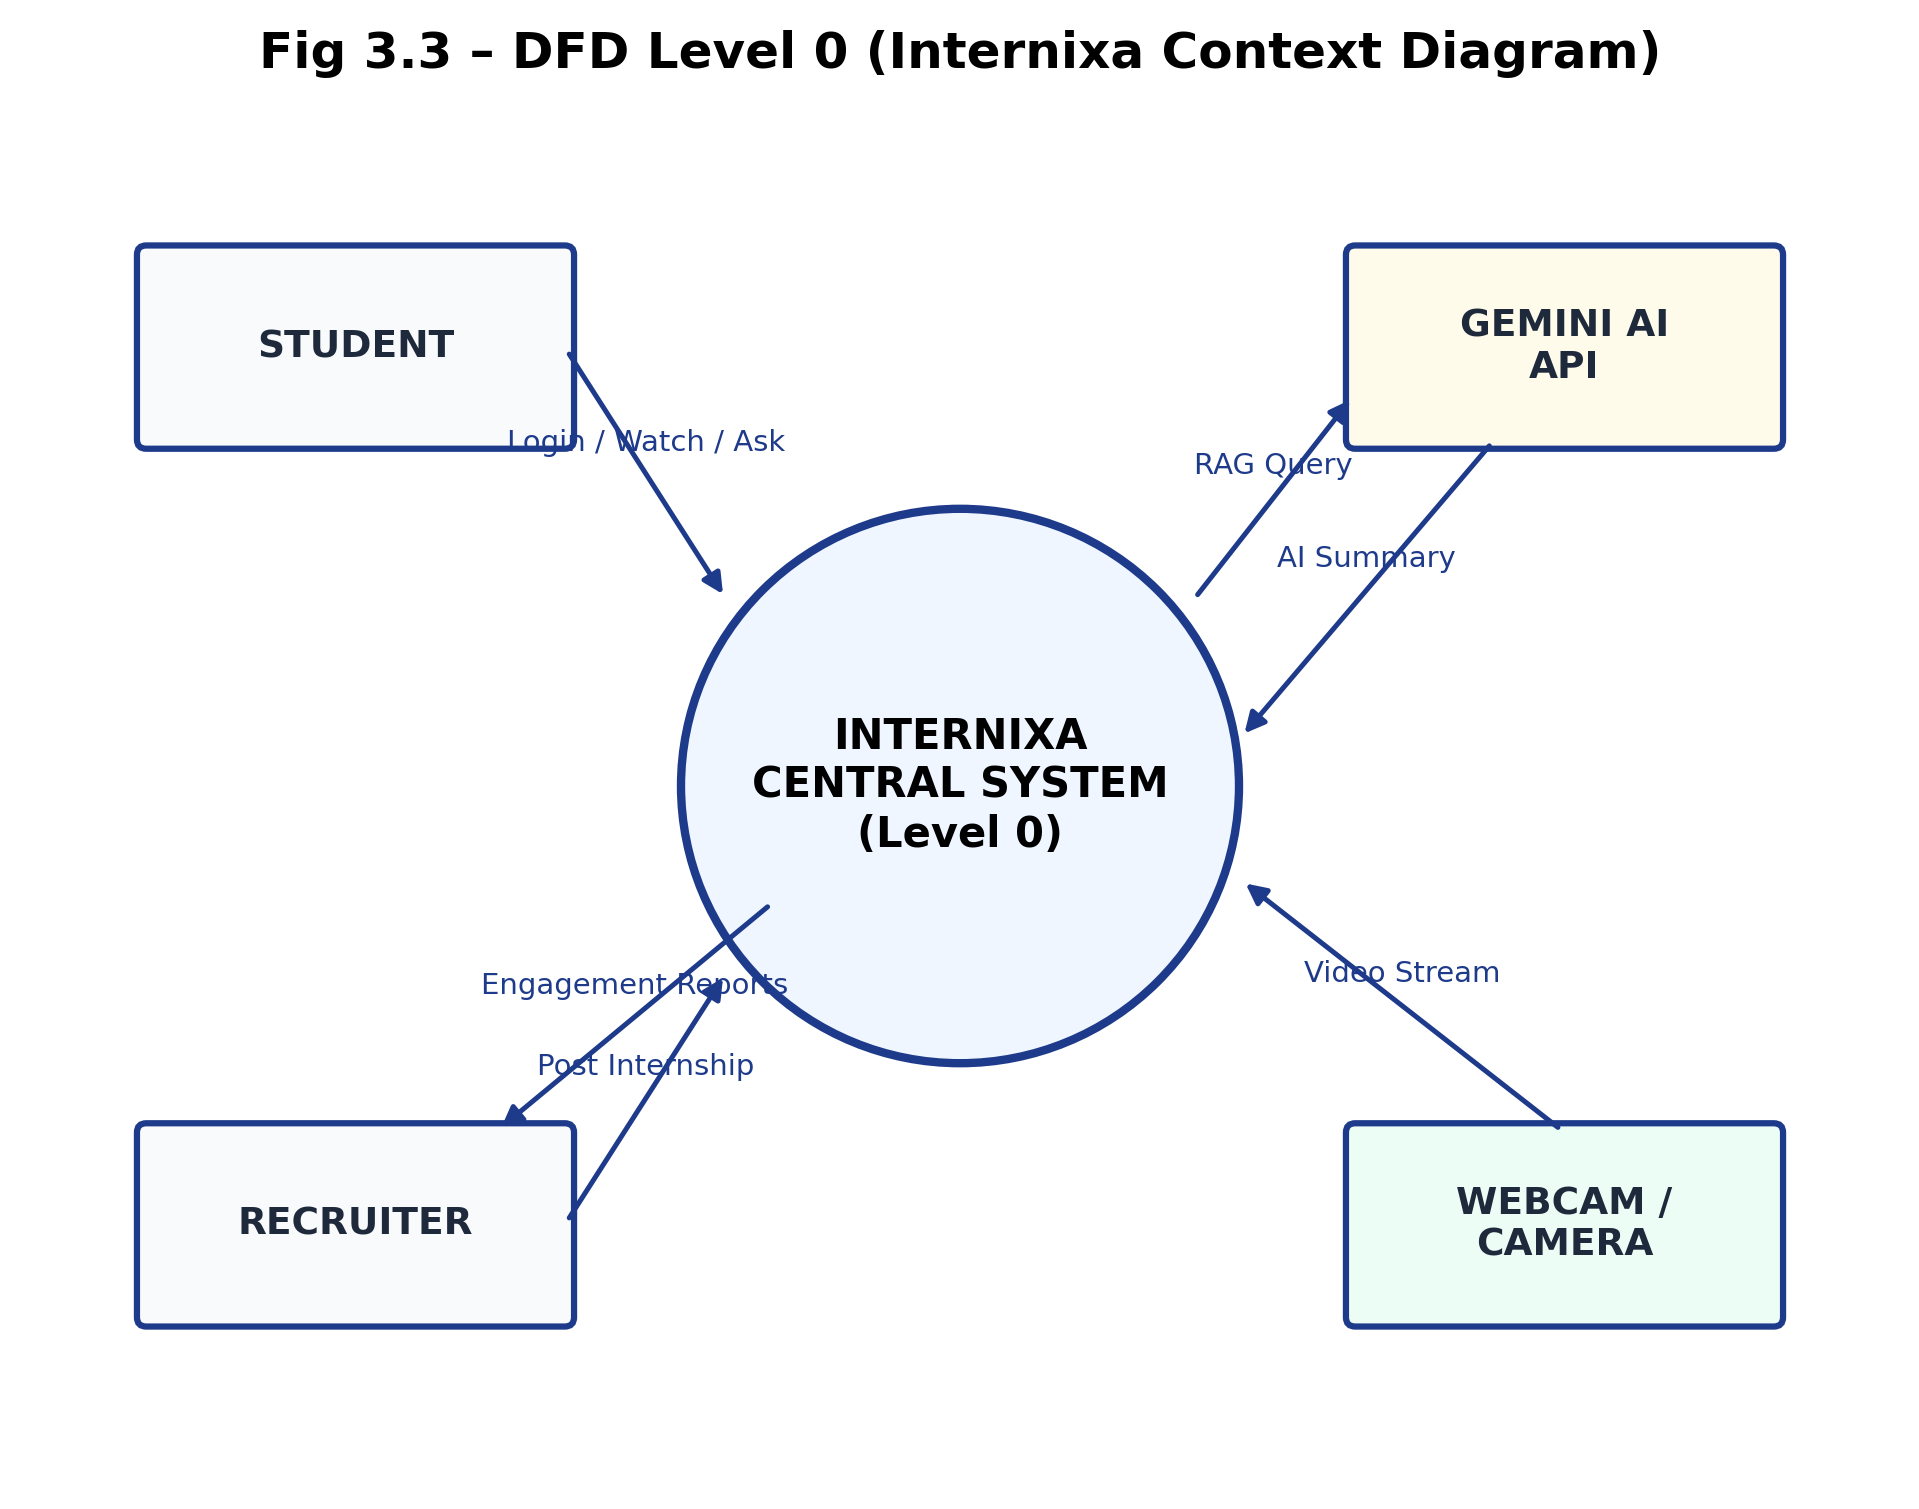 Fig 3.3 – DFD Level 0 (Internixa Context Diagram)
STUDENT
GEMINI AI
API
Login / Watch / Ask
RAG Query
AI Summary
INTERNIXA
CENTRAL SYSTEM
(Level 0)
Engagement Reports
Video Stream
Post Internship
RECRUITER
WEBCAM /
CAMERA